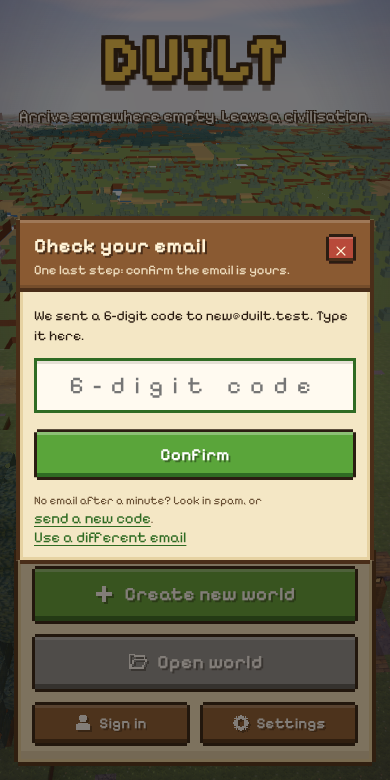 DUILT
Arrive somewhere empty. Leave a civilisation.
Check your email
One last step: confirm the email is yours.
We sent a 6-digit code to new@duilt.test. Type
it here.
6-digit code
Confirm
No email after a minute? Look in spam, or
send a new code.
Use a different email
Create new world
Open world
Sign in
Settings